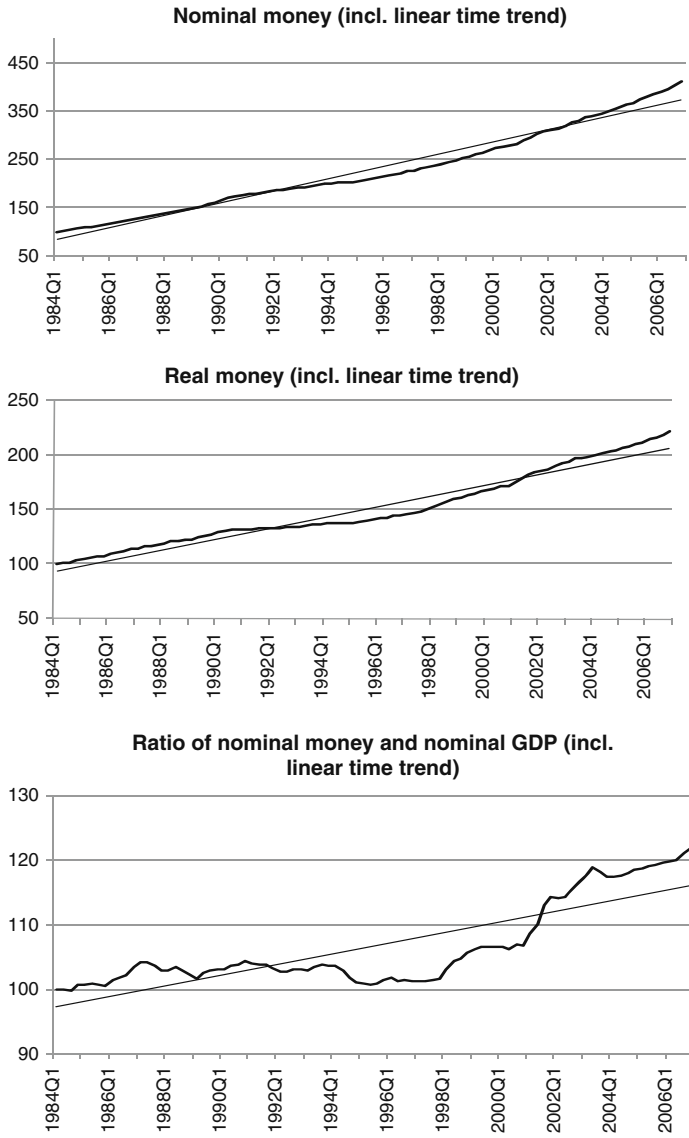 Nominal money (incl. linear time trend)
450
350
250
150
50
1984Q1
1986Q1
1988Q1
1990Q1
1992Q1
1994Q1
1996Q1
1998Q1
2000Q1
2002Q1
2004Q1
2006Q1
Real money (incl. linear time trend)
250
200
150
100
50
1984Q1
1986Q1
1988Q1
1990Q1
1992Q1
1994Q1
1996Q1
1998Q1
2000Q1
2002Q1
2004Q1
2006Q1
Ratio of nominal money and nominal GDP (incl.
linear time trend)
130
120
110
100
90
1984Q1
1986Q1
1988Q1
1990Q1
1992Q1
1994Q1
1996Q1
1998Q1
2000Q1
2002Q1
2004Q1
2006Q1